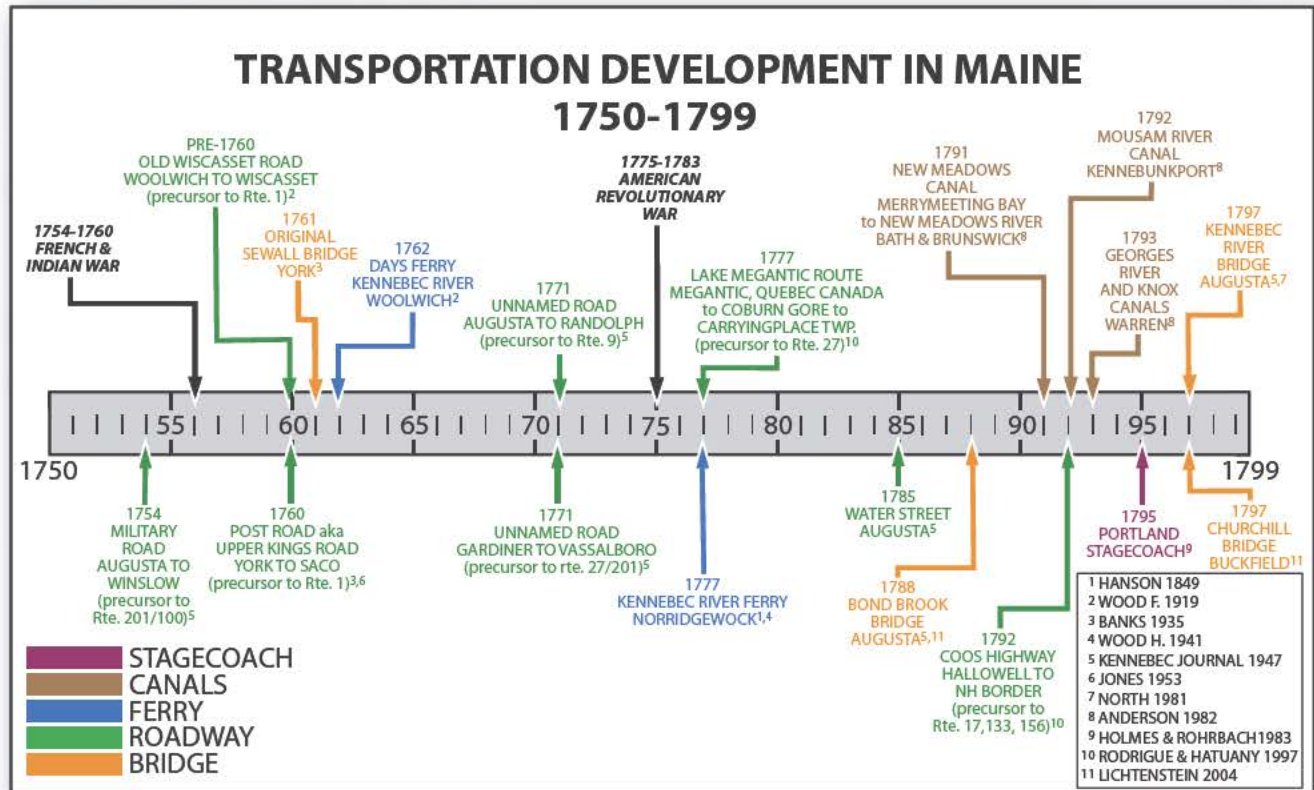 TRANSPORTATION DEVELOPMENT IN MAINE
1750-1799
1754-1760
FRENCH &
INDIAN WAR
PRE-1760
OLD WISCASSET ROAD
WOOLWICH TO WISCASSET
(precursor to Rte. 1)²
1761
ORIGINAL
SEWALL BRIDGE
YORK³
1762
DAYS FERRY
KENNEBEC RIVER
WOOLWICH²
1771
UNNAMED ROAD
AUGUSTA TO RANDOLPH
(precursor to Rte. 9)⁵
1775-1783
AMERICAN
REVOLUTIONARY
WAR
1777
LAKE MEGANTIC ROUTE
MEGANTIC, QUEBEC CANADA
to COBURN GORE to
CARRYINGPLACE TWP.
(precursor to Rte. 27)¹⁰
1791
NEW MEADOWS
CANAL
MERRYMEETING BAY
to NEW MEADOWS RIVER
BATH & BRUNSWICK⁸
1792
MOUSAM RIVER
CANAL
KENNEBUNKPORT⁸
1793
GEORGES
RIVER
AND KNOX
CANALS
WARREN⁸
1797
KENNEBEC
RIVER
BRIDGE
AUGUSTA⁵,⁷
55 60 65 70 75 80 85 90 95
1750 1799
1754
MILITARY
ROAD
AUGUSTA TO
WINSLOW
(precursor to
Rte. 201/100)⁵
1760
POST ROAD aka
UPPER KINGS ROAD
YORK TO SACO
(precursor to Rte. 1)³,⁶
1771
UNNAMED ROAD
GARDINER TO VASSALBORO
(precursor to rte. 27/201)⁵
1777
KENNEBEC RIVER FERRY
NORRIDGEWOCK¹,⁴
1785
WATER STREET
AUGUSTA⁵
1788
BOND BROOK
BRIDGE
AUGUSTA⁵,¹¹
1792
COOS HIGHWAY
HALLOWELL TO
NH BORDER
(precursor to
Rte. 17,133, 156)¹⁰
1795
PORTLAND
STAGECOACH⁹
1797
CHURCHILL
BRIDGE
BUCKFIELD¹¹
STAGECOACH
CANALS
FERRY
ROADWAY
BRIDGE
¹ HANSON 1849
² WOOD F. 1919
³ BANKS 1935
⁴ WOOD H. 1941
⁵ KENNEBEC JOURNAL 1947
⁶ JONES 1953
⁷ NORTH 1981
⁸ ANDERSON 1982
⁹ HOLMES & ROHRBACH1983
¹⁰ RODRIGUE & HATUANY 1997
¹¹ LICHTENSTEIN 2004